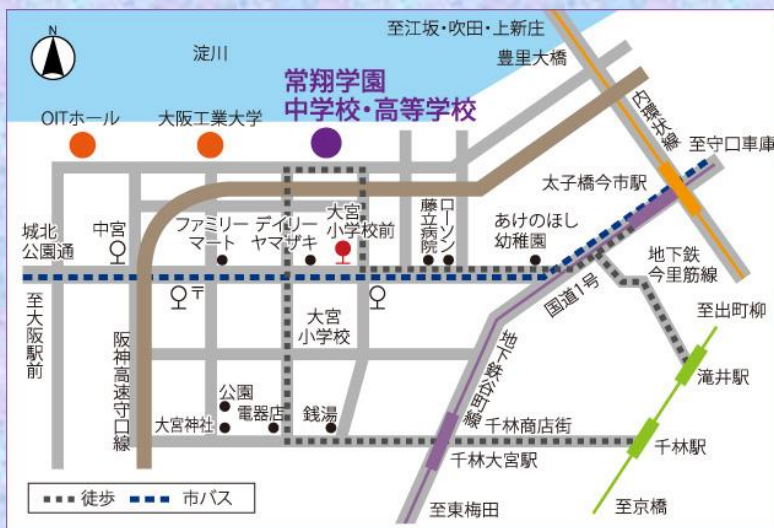 N
淀川
至江坂・吹田・上新庄
豊里大橋
常翔学園
中学校・高等学校
OITホール
大阪工業大学
内環状線
至守口車庫
太子橋今市駅
城北
公園通
中宮
ファミリー
マート
デイリー
ヤマザキ
大宮
小学校前
藤立病院
ローソン
あけのほし
幼稚園
地下鉄
今里筋線
国道1号
〒
至大阪駅前
阪神高速守口線
大宮
小学校
地下鉄谷町線
至出町柳
滝井駅
公園
大宮神社
電器店
銭湯
千林商店街
千林大宮駅
千林駅
徒歩
市バス
至東梅田
至京橋